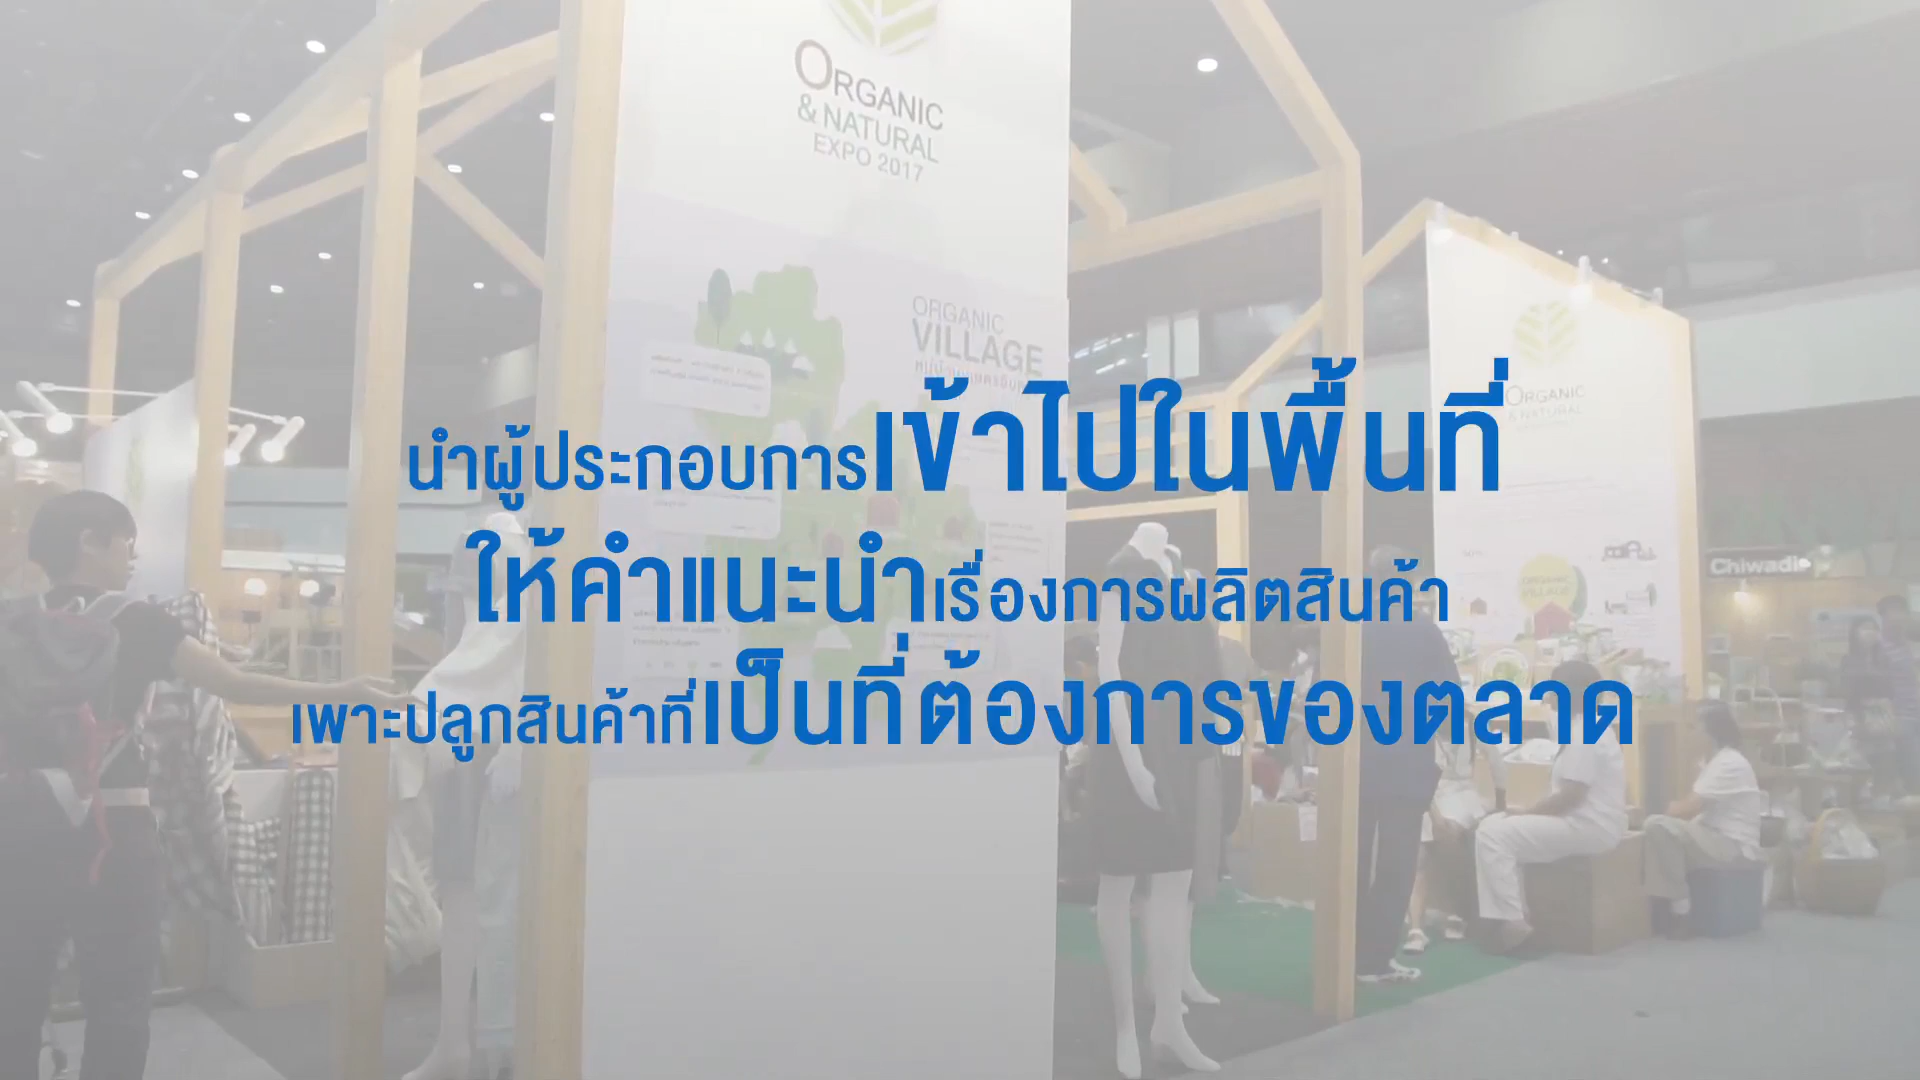 ORGANIC
& NATURAL
EXPO 2017
ORGANIC
VILLAGE
นำผู้ประกอบการเข้าไปในพื้นที่
ให้คำแนะนำเรื่องการผลิตสินค้า
เพาะปลูกสินค้าที่เป็นที่ต้องการของตลาด
ORGANIC
& NATURAL
ORGANIC
VILLAGE
Chiwadi